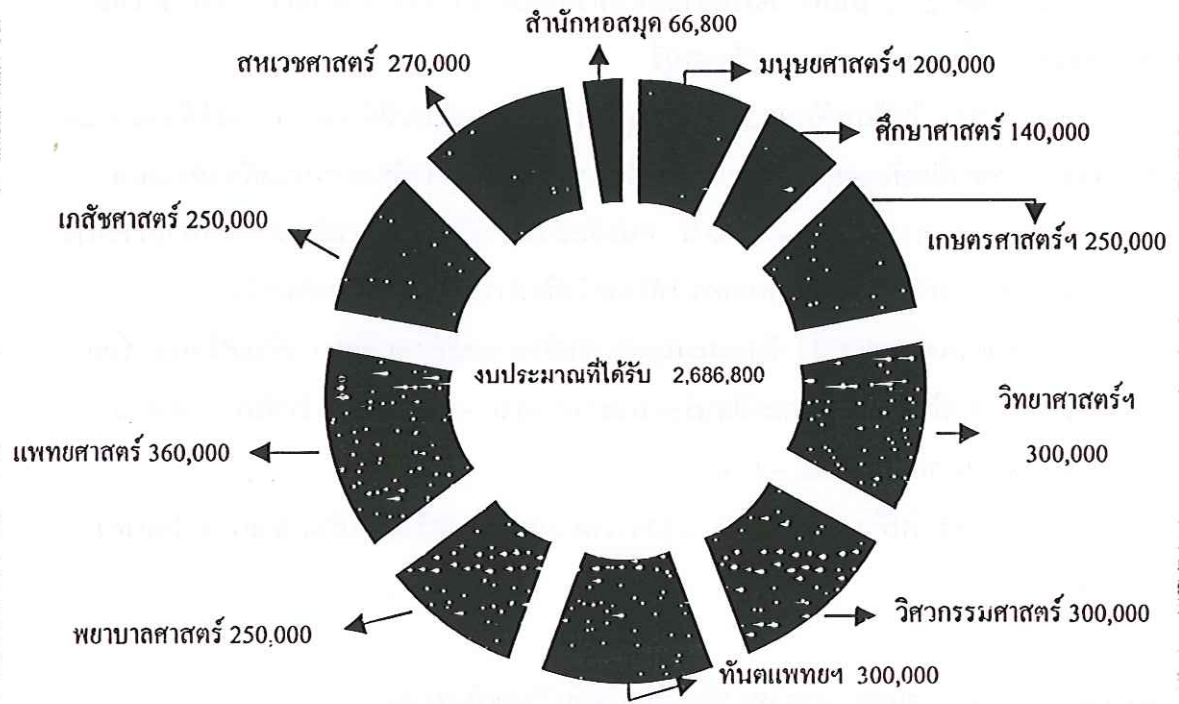 สำนักหอสมุด 66,800
สหเวชศาสตร์ 270,000
มนุษยศาสตร์ฯ 200,000
ศึกษาศาสตร์ 140,000
เภสัชศาสตร์ 250,000
เกษตรศาสตร์ฯ 250,000
งบประมาณที่ได้รับ 2,686,800
วิทยาศาสตร์ฯ
300,000
แพทยศาสตร์ 360,000
วิศวกรรมศาสตร์ 300,000
พยาบาลศาสตร์ 250,000
ทันตแพทยฯ 300,000